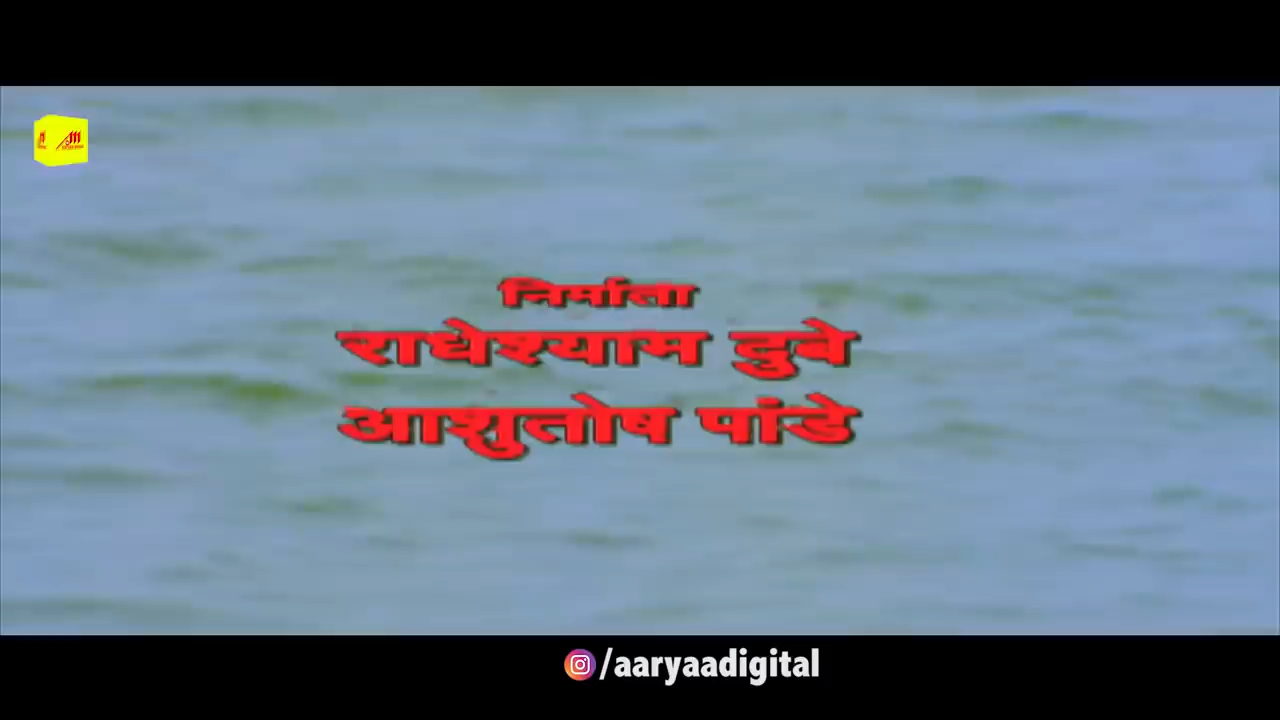 निर्माता
राधेश्याम दुबे
आशुतोष पांडे
/aaryaadigital